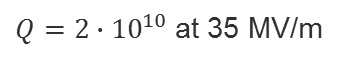 Q = 2 · 10¹⁰ at 35 MV/m